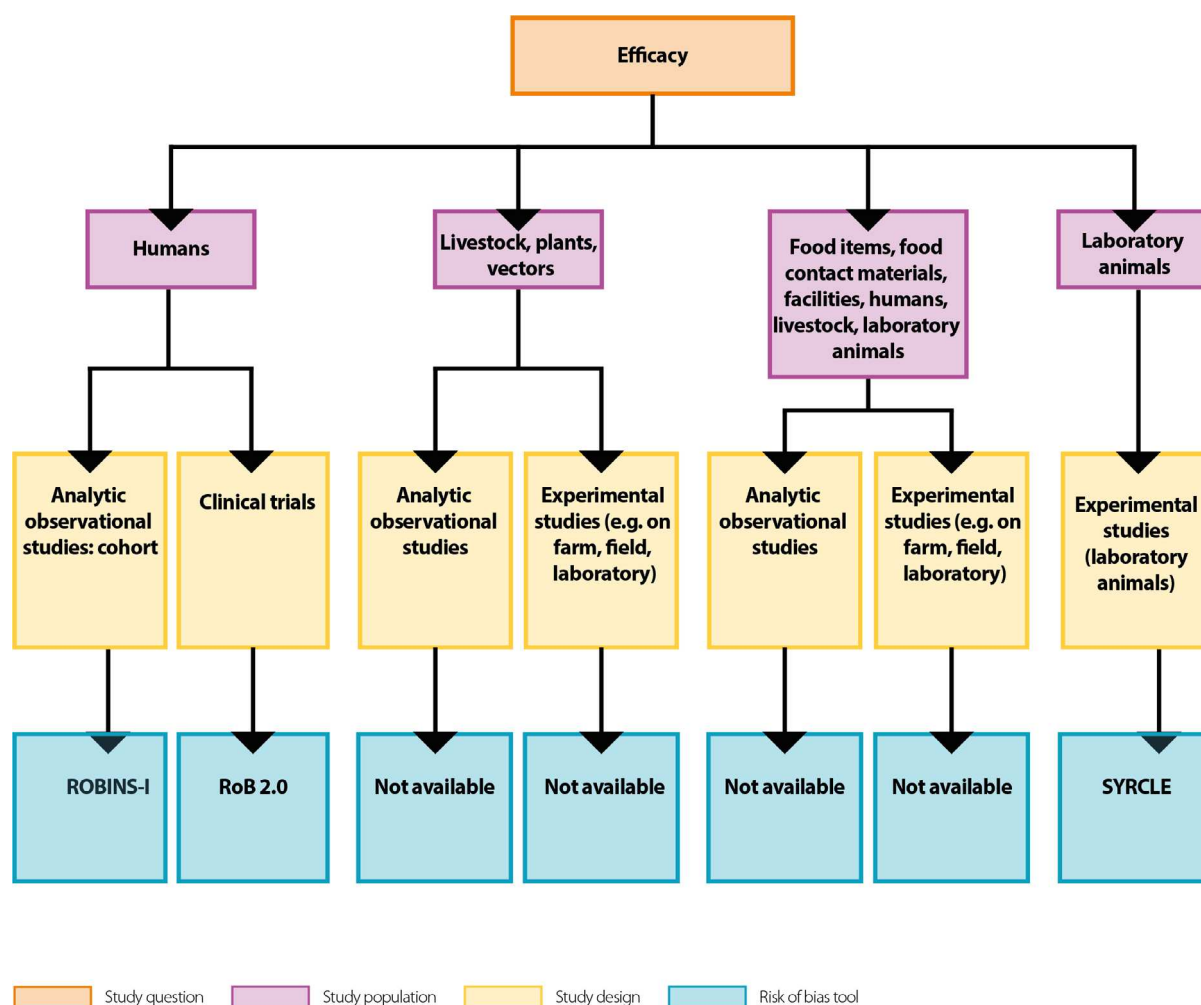 Efficacy
Humans
Livestock, plants,
vectors
Food items, food
contact materials,
facilities, humans,
livestock, laboratory
animals
Laboratory
animals
Analytic
observational
studies: cohort
Clinical trials
Analytic
observational
studies
Experimental
studies (e.g. on
farm, field,
laboratory)
Analytic
observational
studies
Experimental
studies (e.g. on
farm, field,
laboratory)
Experimental
studies
(laboratory
animals)
ROBINS-I
RoB 2.0
Not available
Not available
Not available
Not available
SYRCLE
Study question
Study population
Study design
Risk of bias tool